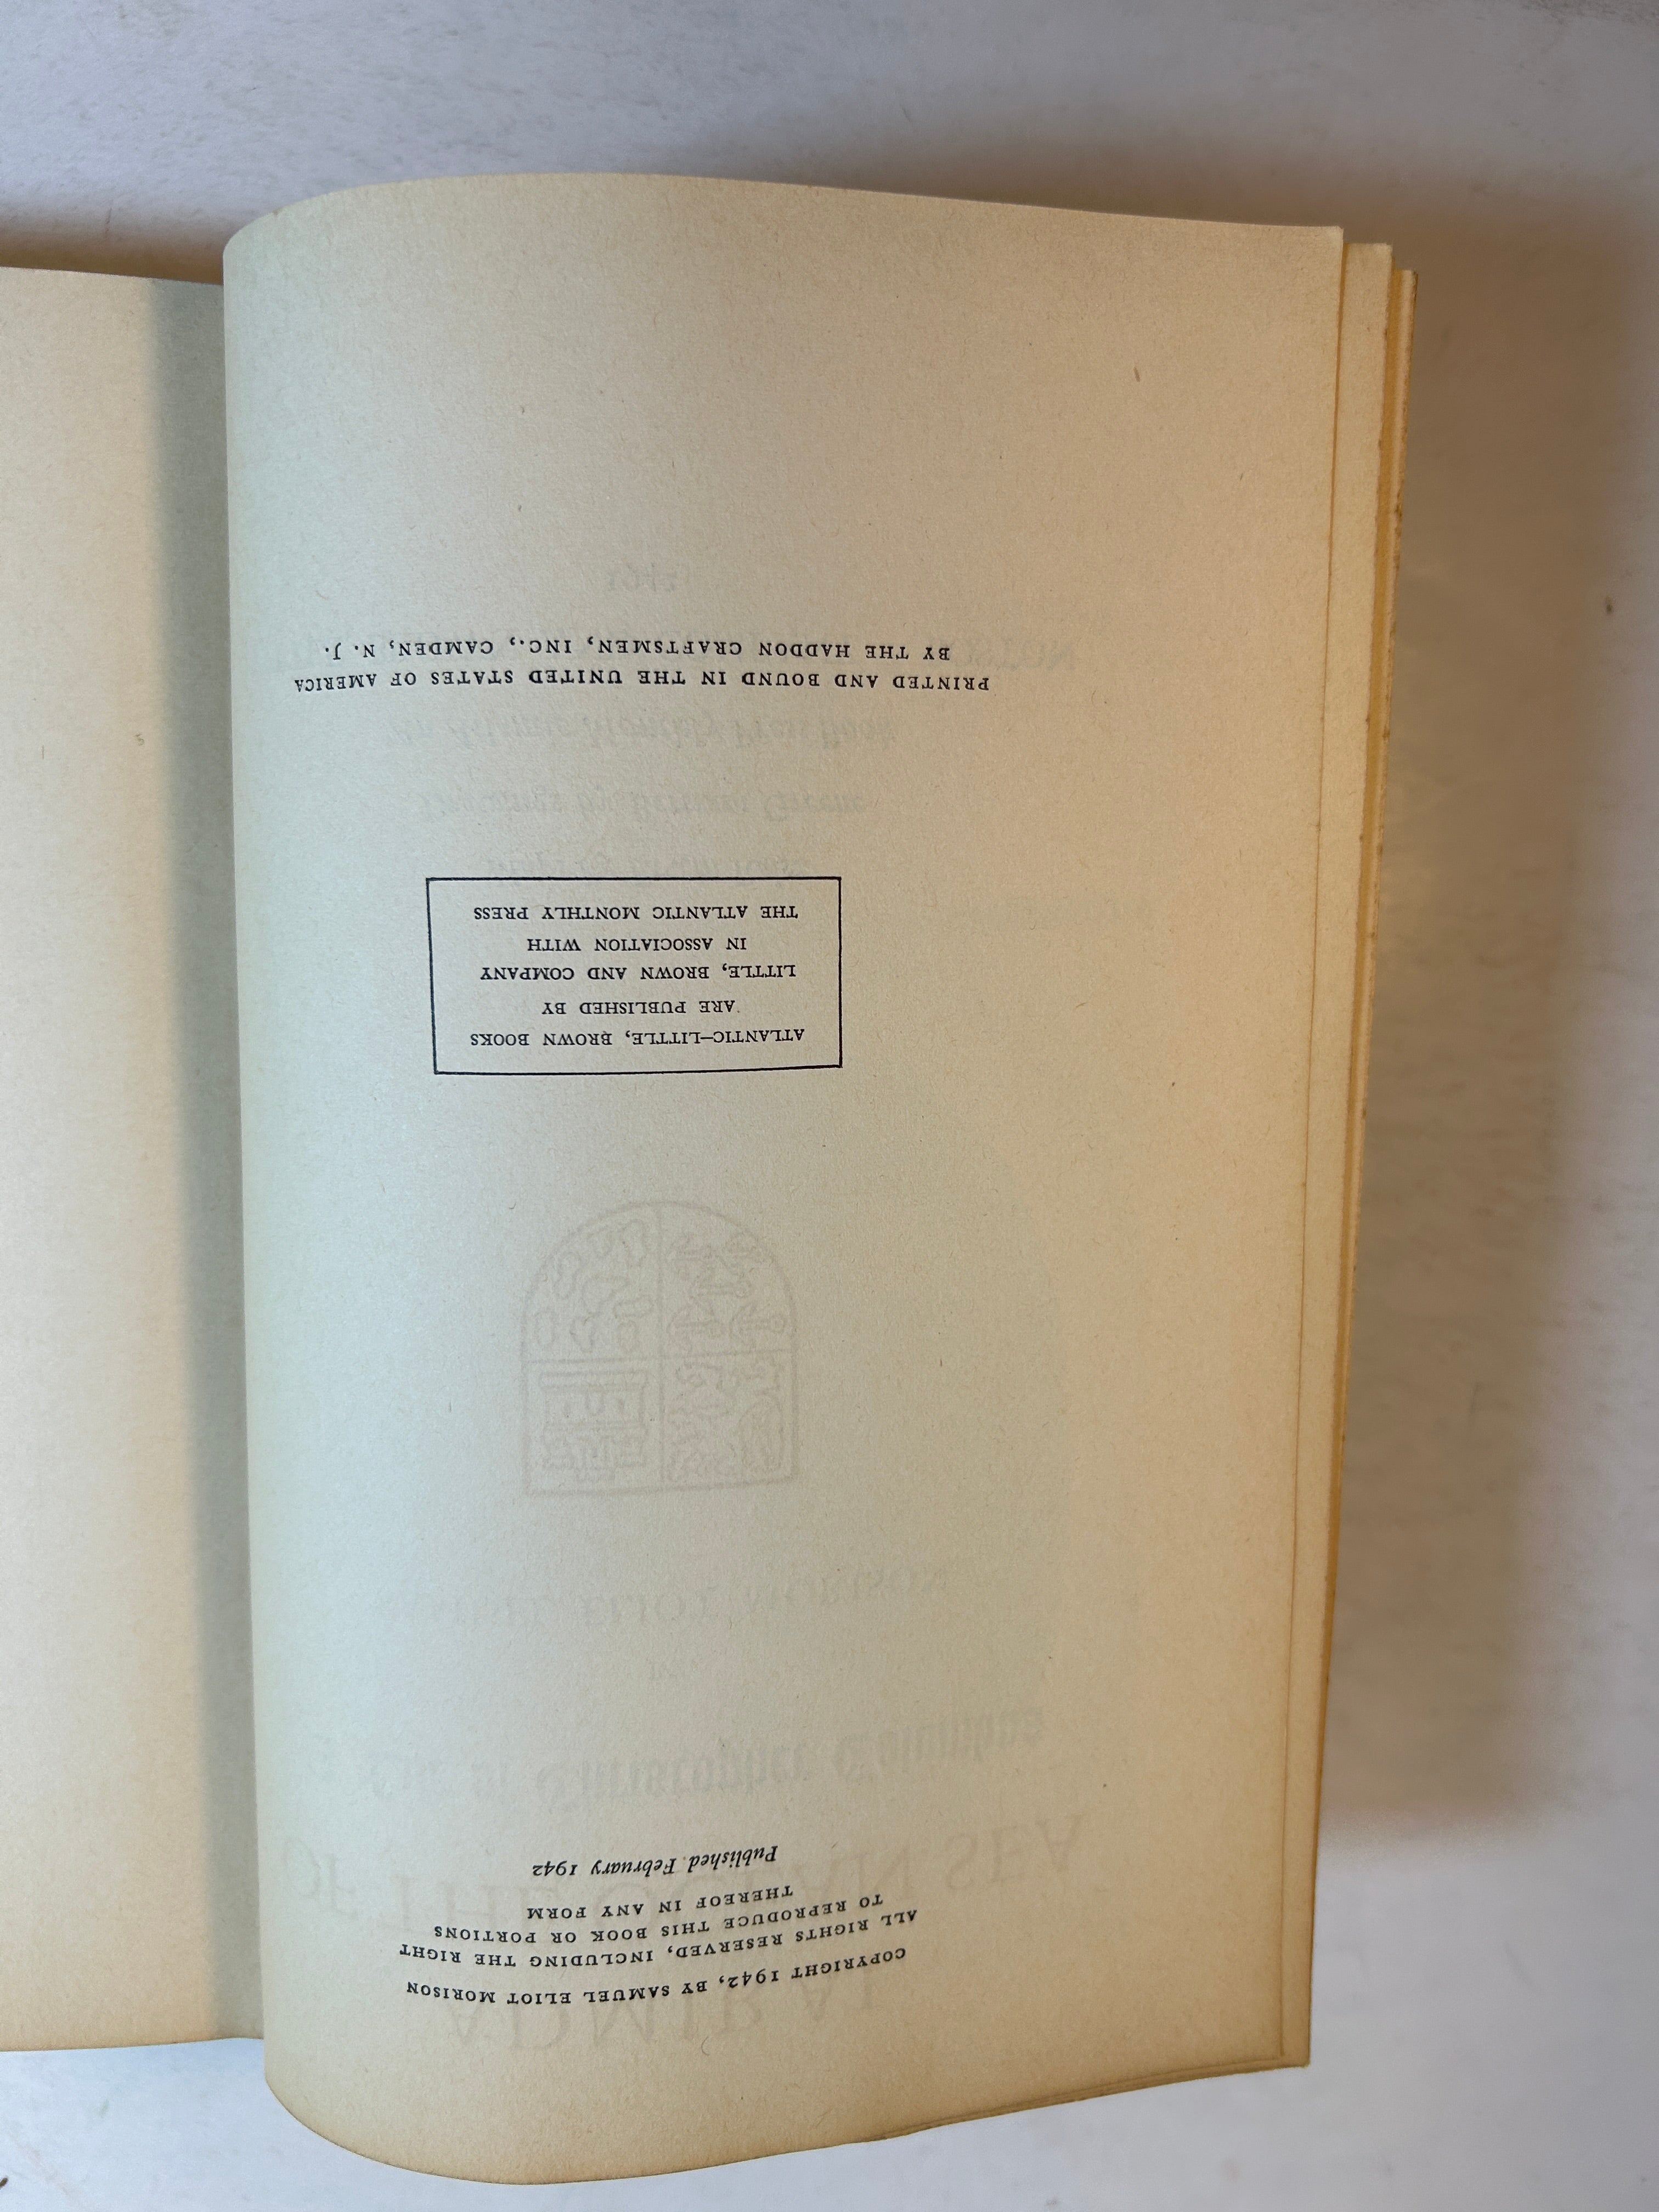 COPYRIGHT 1942, BY SAMUEL ELIOT MORISON
ALL RIGHTS RESERVED, INCLUDING THE RIGHT
TO REPRODUCE THIS BOOK OR PORTIONS
THEREOF IN ANY FORM
Published February 1942
ATLANTIC–LITTLE, BROWN BOOKS
ARE PUBLISHED BY
LITTLE, BROWN AND COMPANY
IN ASSOCIATION WITH
THE ATLANTIC MONTHLY PRESS
PRINTED AND BOUND IN THE UNITED STATES OF AMERICA
BY THE HADDON CRAFTSMEN, INC., CAMDEN, N. J.